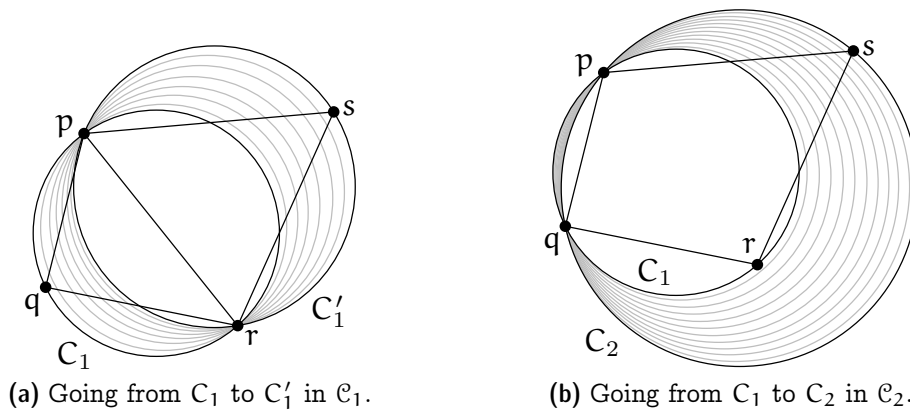 p
s
q
r
C₁
C′₁
(a) Going from C₁ to C′₁ in 𝒞₁.
p
s
q
r
C₁
C₂
(b) Going from C₁ to C₂ in 𝒞₂.